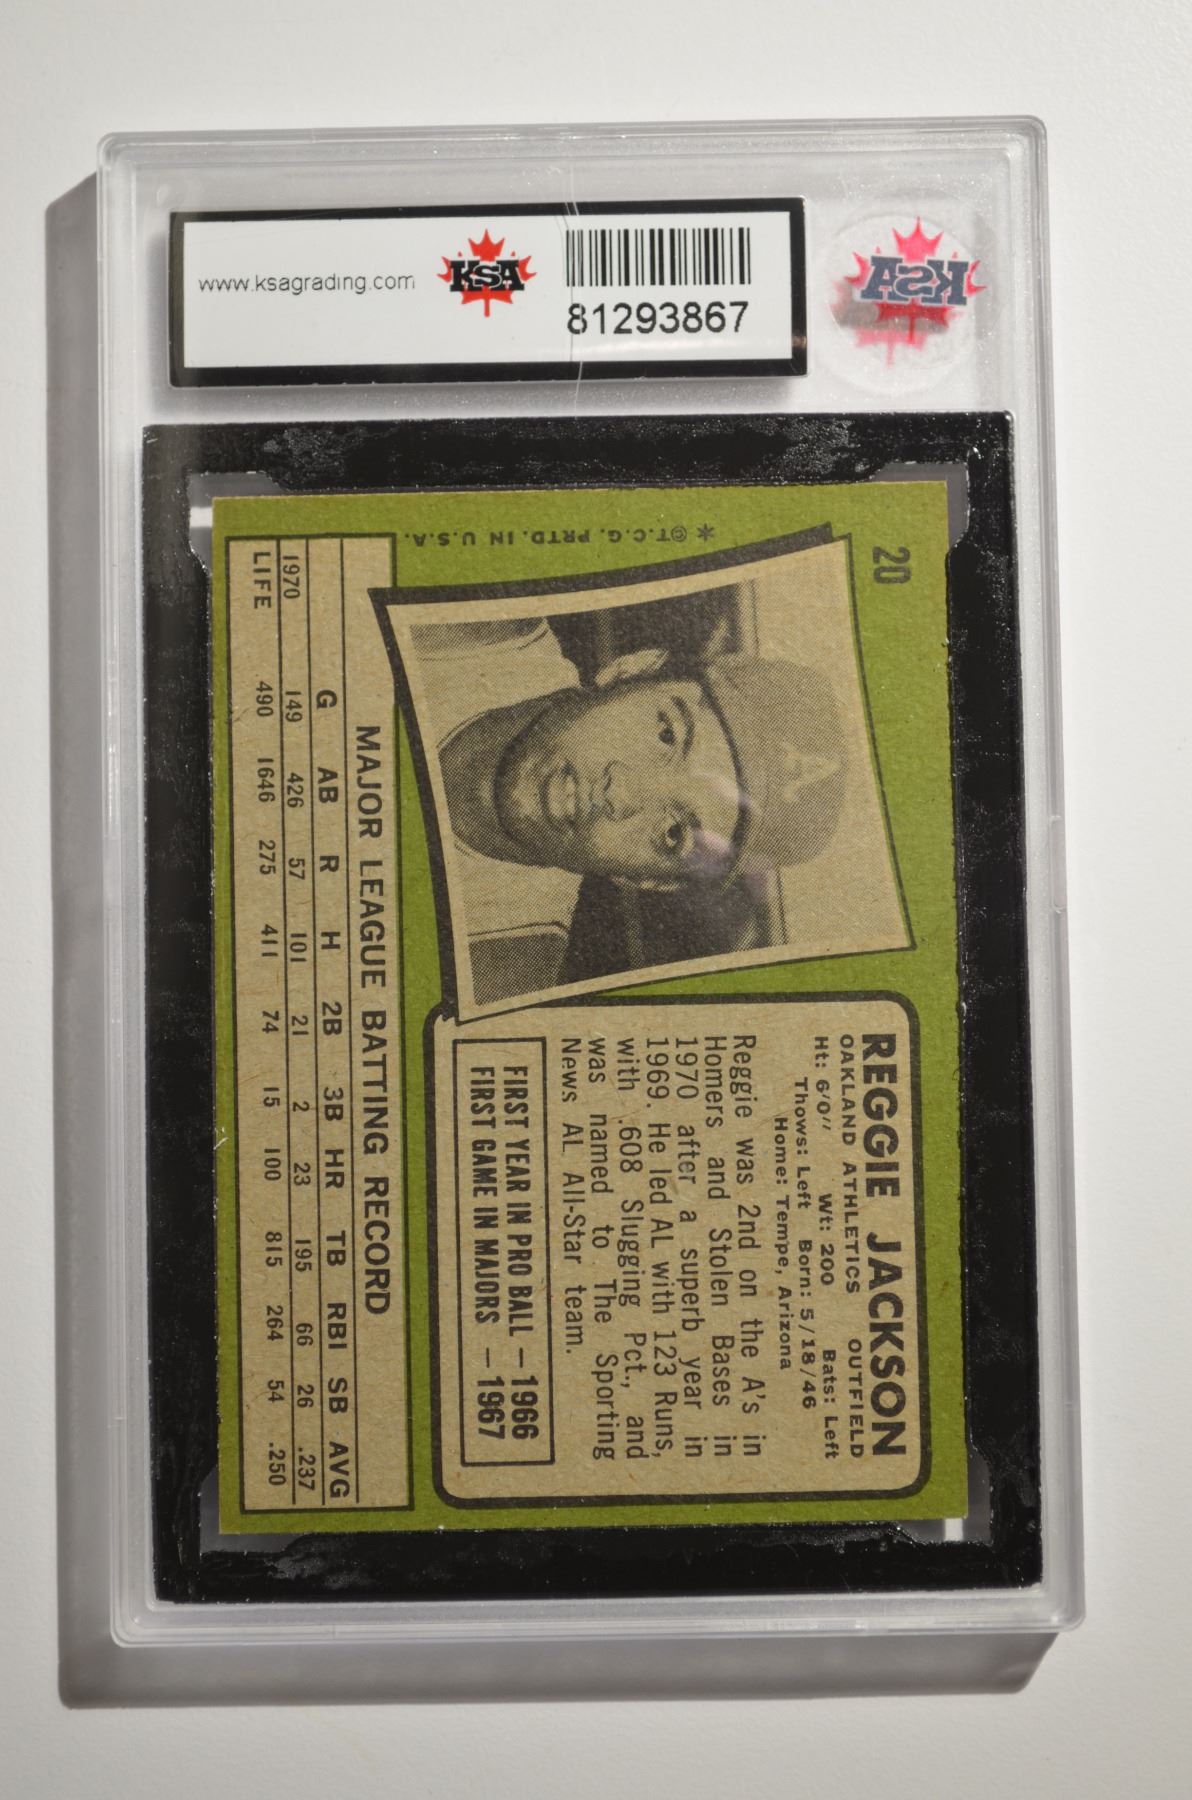 www.ksagrading.com
KSA
81293867
KSA
20
*©T.C.G. PRTD. IN U.S.A.
REGGIE JACKSON
OAKLAND ATHLETICS OUTFIELD
Ht: 6'0" Wt: 200 Bats: Left
Thows: Left Born: 5/18/46
Home: Tempe, Arizona
Reggie was 2nd on the A's in
Homers and Stolen Bases in
1970 after a superb year in
1969. He led AL with 123 Runs,
with .608 Slugging Pct., and
was named to The Sporting
News AL All-Star team.
FIRST YEAR IN PRO BALL — 1966
FIRST GAME IN MAJORS — 1967
MAJOR LEAGUE BATTING RECORD
G AB R H 2B 3B HR TB RBI SB AVG
1970 149 426 57 101 21 2 23 195 66 26 .237
LIFE 490 1646 275 411 74 15 100 815 264 54 .250